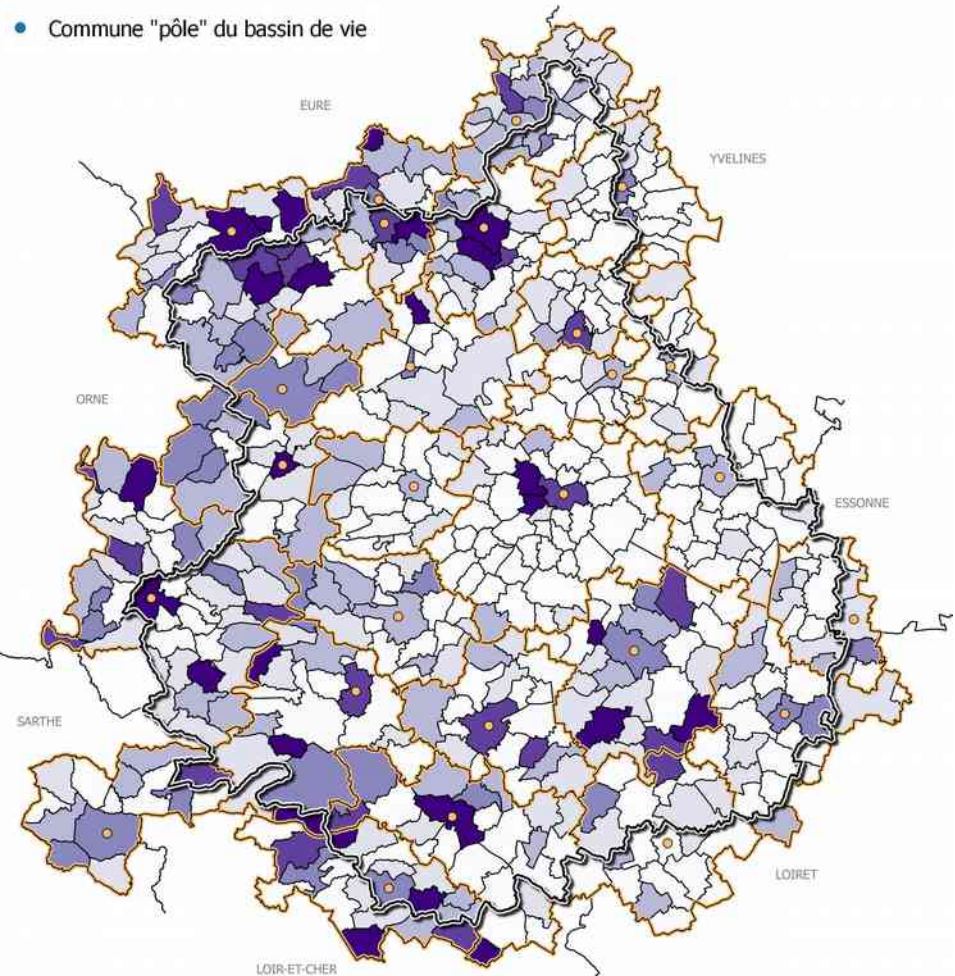 Commune "pôle" du bassin de vie
EURE
YVELINES
ORNE
ESSONNE
SARTHE
LOIRET
LOIR-ET-CHER